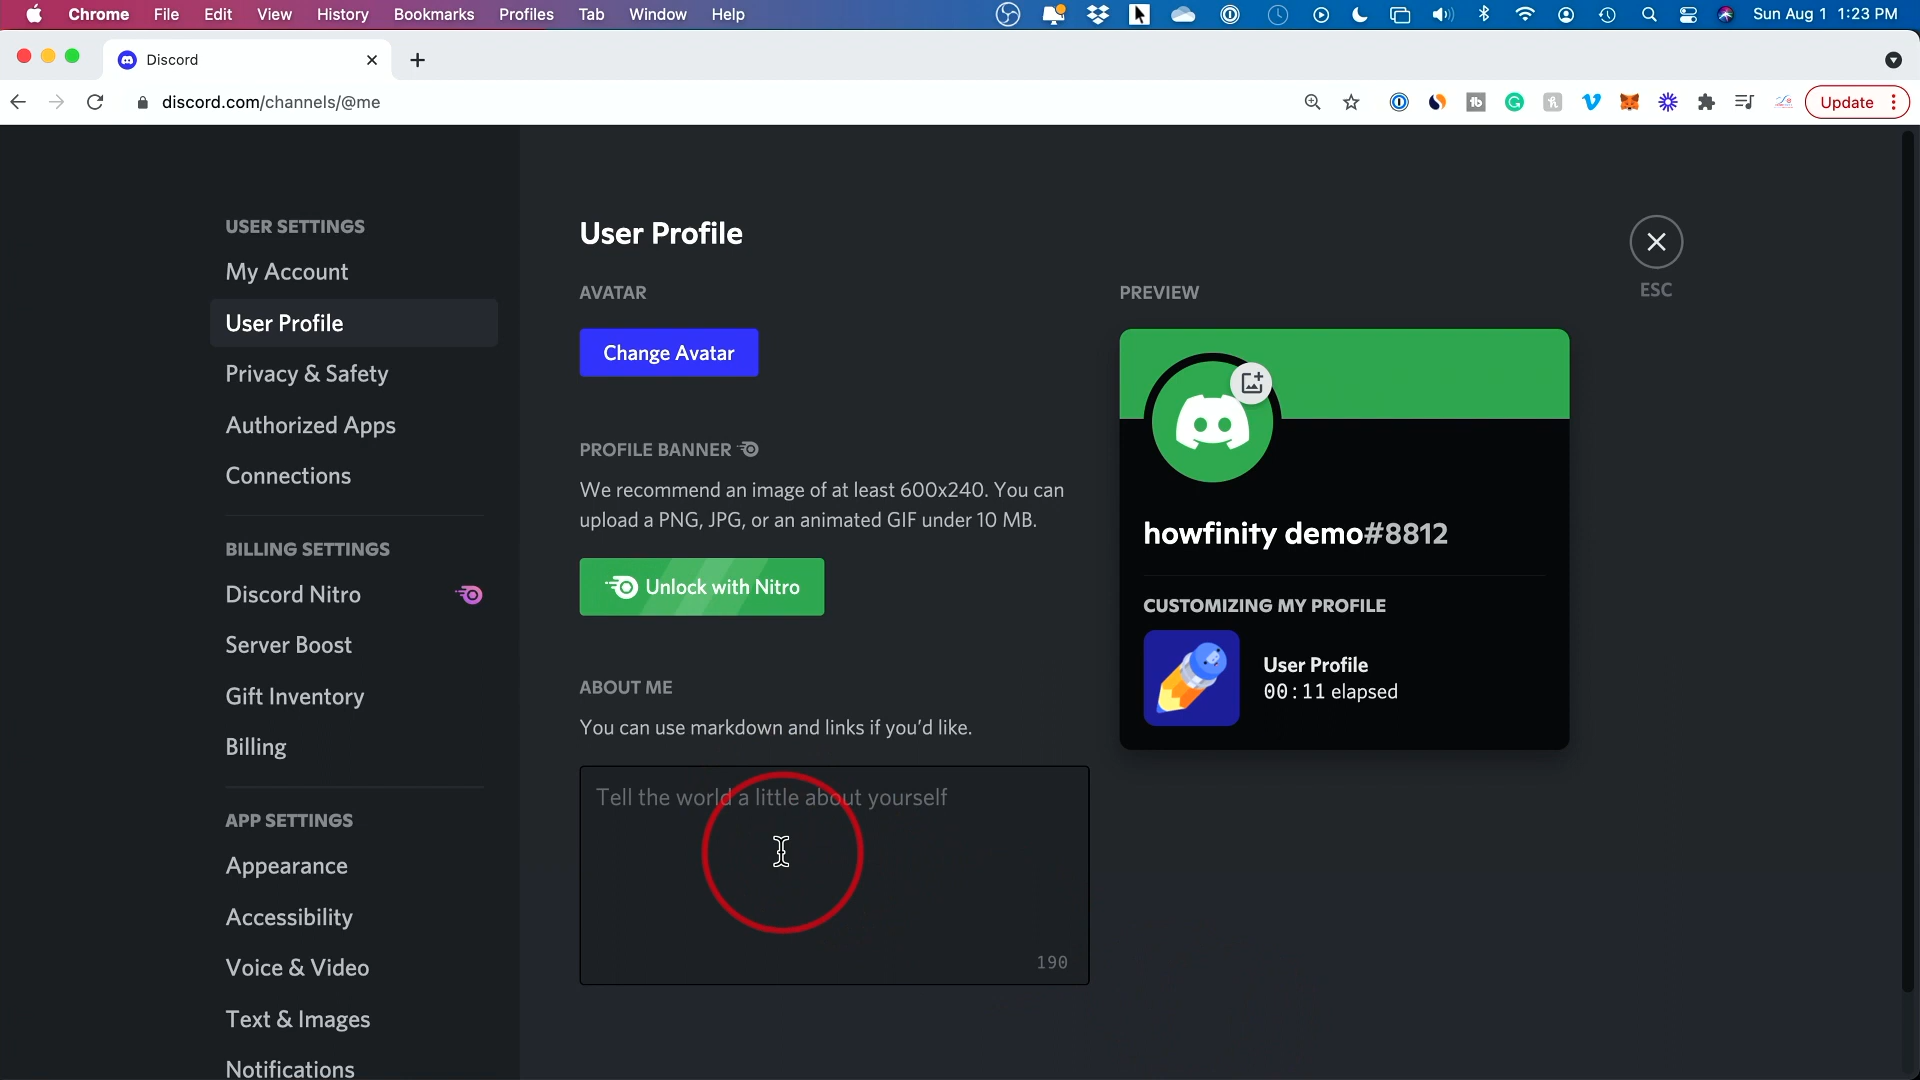 Chrome File Edit View History Bookmarks Profiles Tab Window Help Sun Aug 1 1:23 PM
Discord
discord.com/channels/@me
Update
USER SETTINGS
My Account
User Profile
Privacy & Safety
Authorized Apps
Connections
BILLING SETTINGS
Discord Nitro
Server Boost
Gift Inventory
Billing
APP SETTINGS
Appearance
Accessibility
Voice & Video
Text & Images
Notifications
User Profile
AVATAR
Change Avatar
PROFILE BANNER
We recommend an image of at least 600x240. You can
upload a PNG, JPG, or an animated GIF under 10 MB.
Unlock with Nitro
ABOUT ME
You can use markdown and links if you'd like.
Tell the world a little about yourself
190
PREVIEW
howfinity demo#8812
CUSTOMIZING MY PROFILE
User Profile
00:11 elapsed
ESC